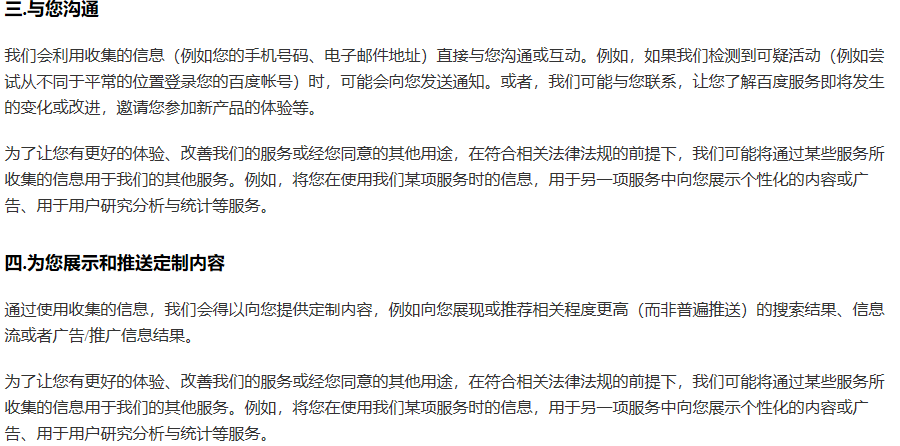 三.与您沟通
我们会利用收集的信息（例如您的手机号码、电子邮件地址）直接与您沟通或互动。例如，如果我们检测到可疑活动（例如尝
试从不同于平常的位置登录您的百度帐号）时，可能会向您发送通知。或者，我们可能与您联系，让您了解百度服务即将发生
的变化或改进，邀请您参加新产品的体验等。
为了让您有更好的体验、改善我们的服务或经您同意的其他用途，在符合相关法律法规的前提下，我们可能将通过某些服务所
收集的信息用于我们的其他服务。例如，将您在使用我们某项服务时的信息，用于另一项服务中向您展示个性化的内容或广
告、用于用户研究分析与统计等服务。
四.为您展示和推送定制内容
通过使用收集的信息，我们会得以向您提供定制内容，例如向您展现或推荐相关程度更高（而非普遍推送）的搜索结果、信息
流或者广告/推广信息结果。
为了让您有更好的体验、改善我们的服务或经您同意的其他用途，在符合相关法律法规的前提下，我们可能将通过某些服务所
收集的信息用于我们的其他服务。例如，将您在使用我们某项服务时的信息，用于另一项服务中向您展示个性化的内容或广
告、用于用户研究分析与统计等服务。